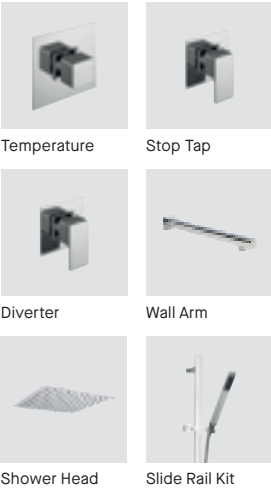 Temperature
Stop Tap
Diverter
Wall Arm
Shower Head
Slide Rail Kit